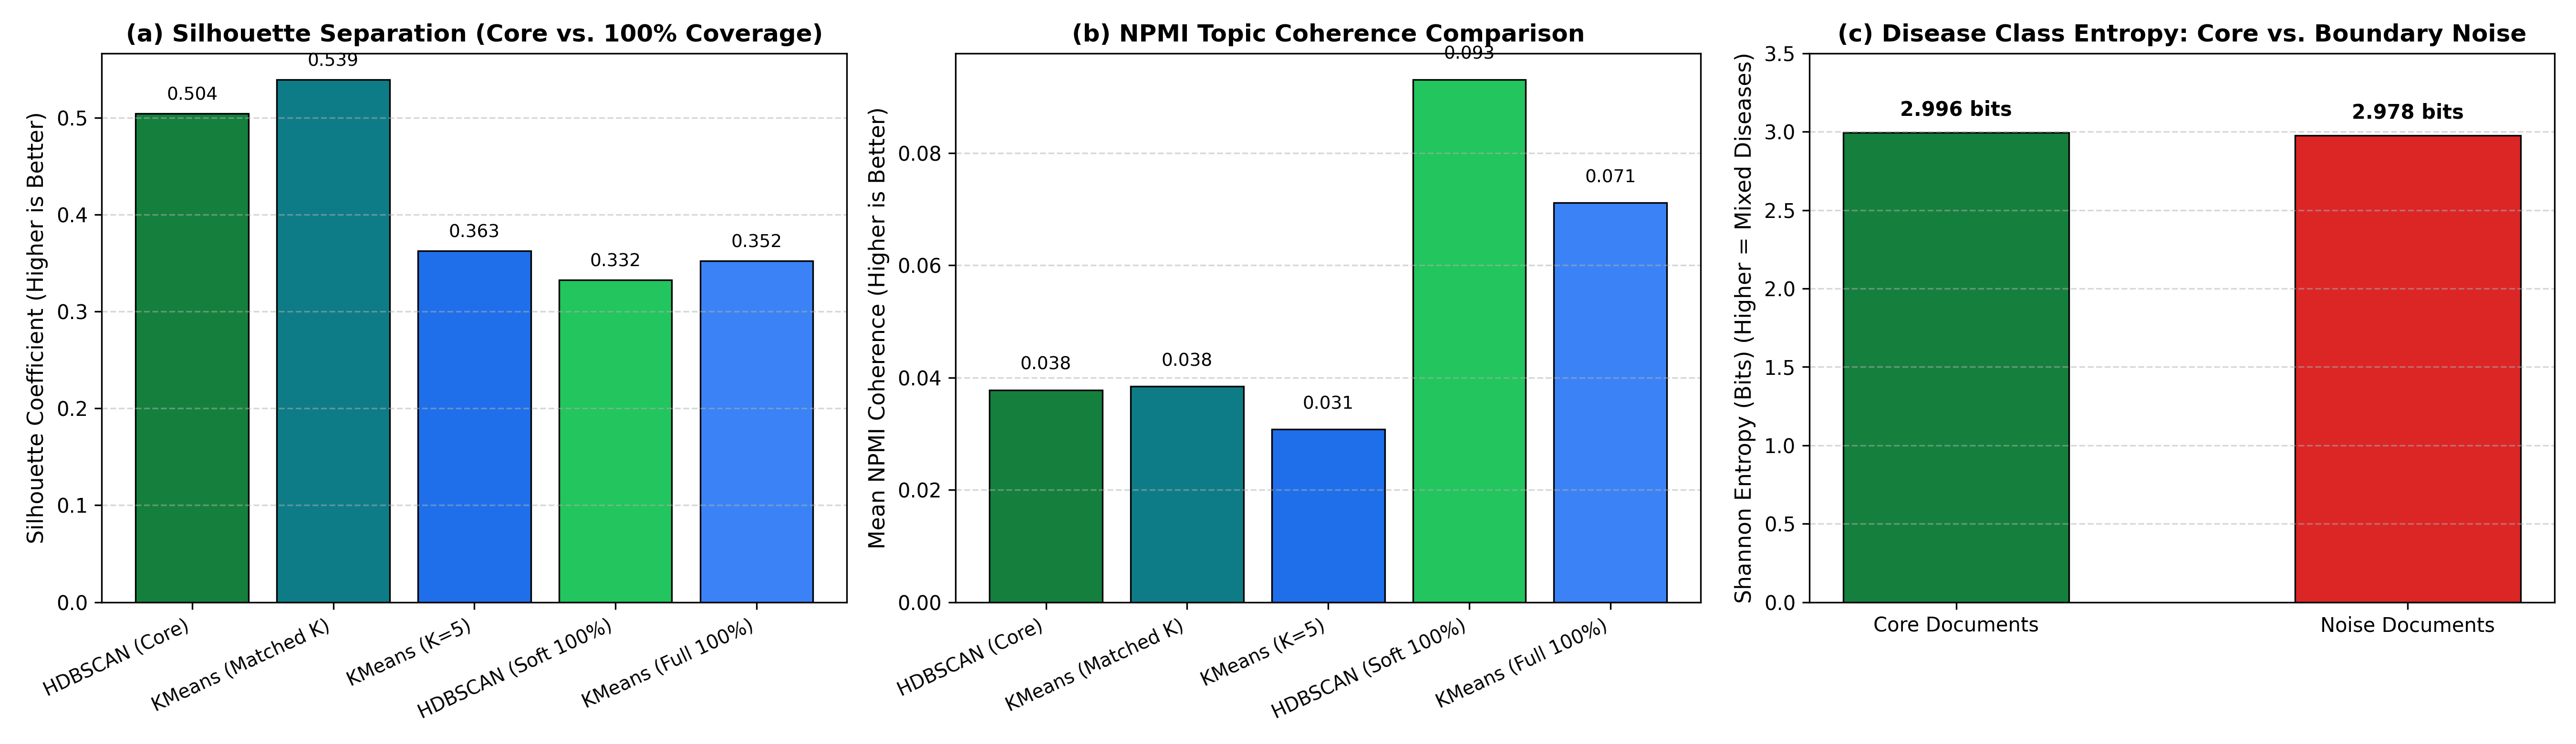 (a) Silhouette Separation (Core vs. 100% Coverage)
Silhouette Coefficient (Higher is Better)
0.5
0.4
0.3
0.2
0.1
0.0
0.504
0.539
0.363
0.332
0.352
HDBSCAN (Core)
KMeans (Matched K)
KMeans (K=5)
HDBSCAN (Soft 100%)
KMeans (Full 100%)
(b) NPMI Topic Coherence Comparison
Mean NPMI Coherence (Higher is Better)
0.08
0.06
0.04
0.02
0.00
0.038
0.038
0.031
0.093
0.071
HDBSCAN (Core)
KMeans (Matched K)
KMeans (K=5)
HDBSCAN (Soft 100%)
KMeans (Full 100%)
(c) Disease Class Entropy: Core vs. Boundary Noise
Shannon Entropy (Bits) (Higher = Mixed Diseases)
3.5
3.0
2.5
2.0
1.5
1.0
0.5
0.0
2.996 bits
2.978 bits
Core Documents
Noise Documents